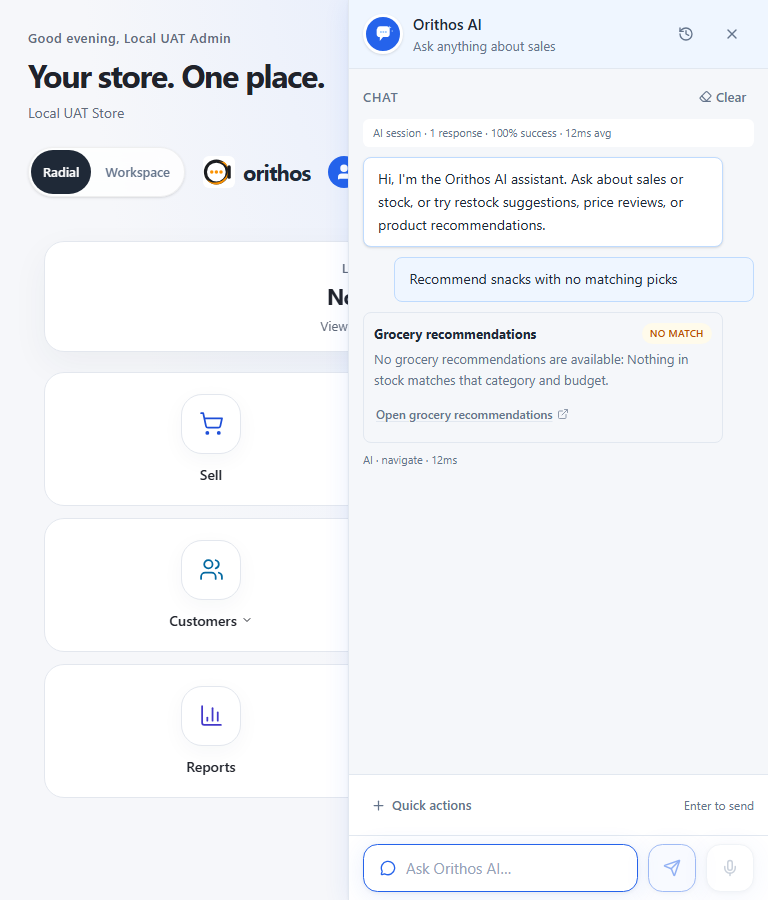 Good evening, Local UAT Admin
Your store. One place.
Local UAT Store
Radial
Workspace
orithos
View
Sell
Customers
Reports
Orithos AI
Ask anything about sales
CHAT
Clear
AI session · 1 response · 100% success · 12ms avg
Hi, I'm the Orithos AI assistant. Ask about sales or
stock, or try restock suggestions, price reviews, or
product recommendations.
Recommend snacks with no matching picks
Grocery recommendations
NO MATCH
No grocery recommendations are available: Nothing in
stock matches that category and budget.
Open grocery recommendations
AI · navigate · 12ms
+ Quick actions
Enter to send
Ask Orithos AI...